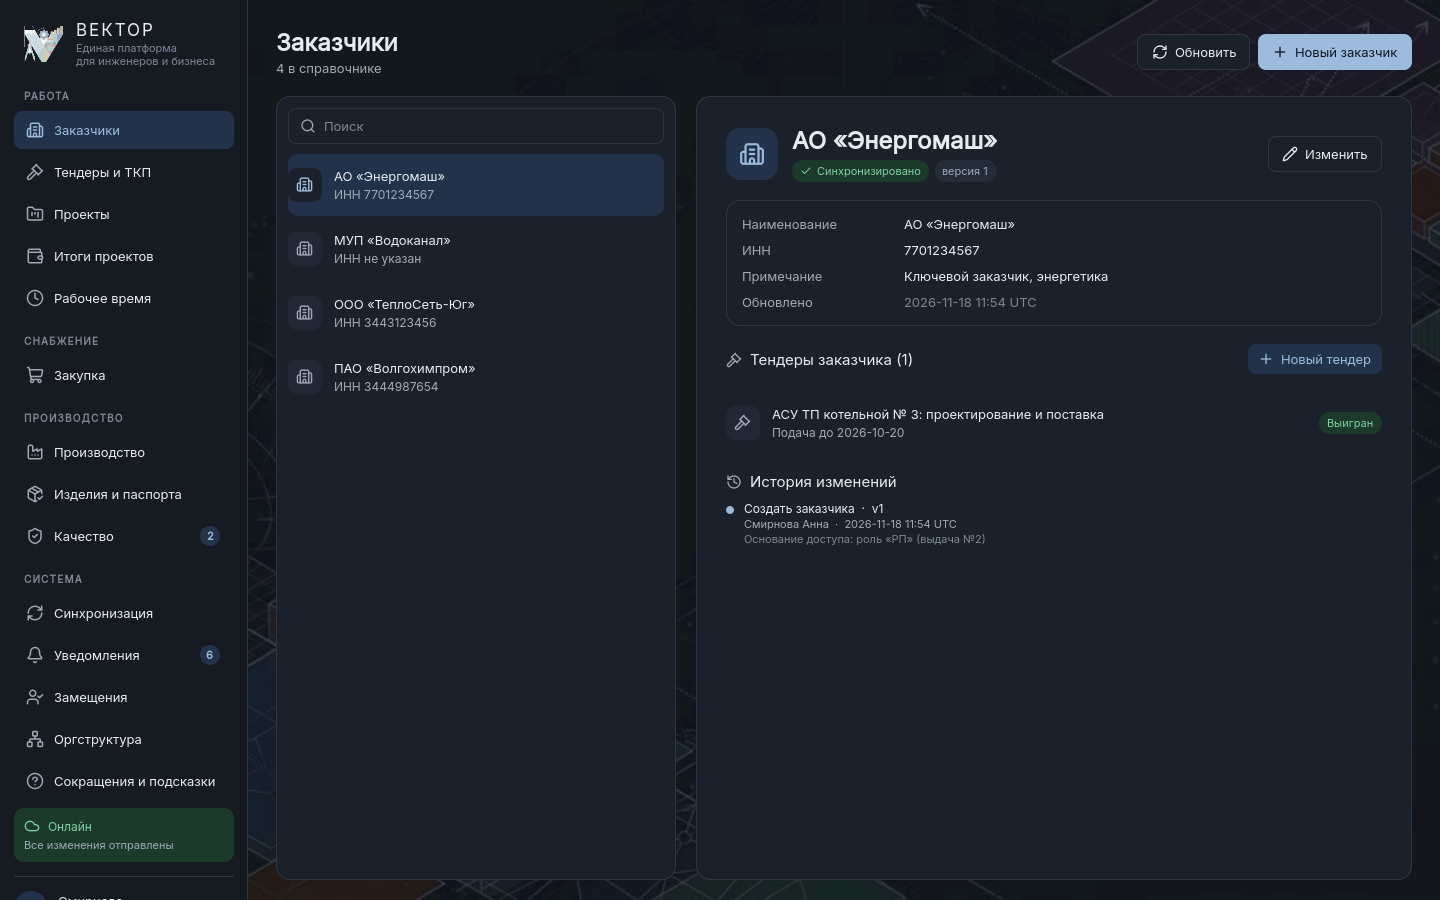 ВЕКТОР
Единая платформа
для инженеров и бизнеса
РАБОТА
Заказчики
Тендеры и ТКП
Проекты
Итоги проектов
Рабочее время
СНАБЖЕНИЕ
Закупка
ПРОИЗВОДСТВО
Производство
Изделия и паспорта
Качество 2
СИСТЕМА
Синхронизация
Уведомления 6
Замещения
Оргструктура
Сокращения и подсказки
Онлайн
Все изменения отправлены
Заказчики
4 в справочнике
Обновить
Новый заказчик
Поиск
АО «Энергомаш»
ИНН 7701234567
МУП «Водоканал»
ИНН не указан
ООО «ТеплоСеть-Юг»
ИНН 3443123456
ПАО «Волгохимпром»
ИНН 3444987654
АО «Энергомаш»
Синхронизировано версия 1
Изменить
Наименование АО «Энергомаш»
ИНН 7701234567
Примечание Ключевой заказчик, энергетика
Обновлено 2026-11-18 11:54 UTC
Тендеры заказчика (1)
Новый тендер
АСУ ТП котельной № 3: проектирование и поставка
Подача до 2026-10-20
Выигран
История изменений
Создать заказчика · v1
Смирнова Анна · 2026-11-18 11:54 UTC
Основание доступа: роль «РП» (выдача №2)